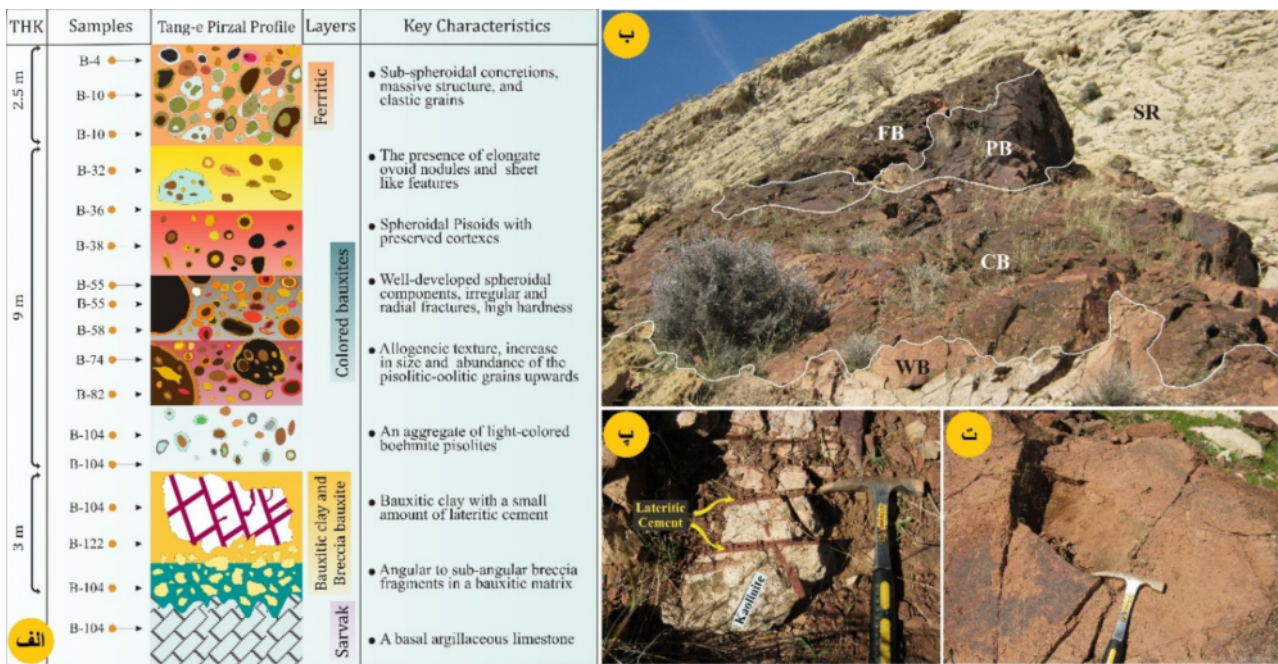 THK Samples Tang-e Pirzal Profile Layers Key Characteristics
2.5 m
9 m
3 m
B-4
B-10
B-10
B-32
B-36
B-38
B-55
B-55
B-58
B-74
B-82
B-104
B-104
B-104
B-122
B-104
B-104
Ferritic
Colored bauxites
Bauxitic clay and
Breccia bauxite
Sarvak
• Sub-spheroidal concretions,
massive structure, and
clastic grains
• The presence of elongate
ovoid nodules and sheet
like features
• Spheroidal Pisoids with
preserved cortexes
• Well-developed spheroidal
components, irregular and
radial fractures, high hardness
• Allogeneic texture, increase
in size and abundance of the
pisolitic-oolitic grains upwards
• An aggregate of light-colored
boehmite pisolites
• Bauxitic clay with a small
amount of lateritic cement
• Angular to sub-angular breccia
fragments in a bauxitic matrix
• A basal argillaceous limestone
الف
ب
SR
FB
PB
CB
WB
پ
Lateritic
Cement
Kaolinite
ت